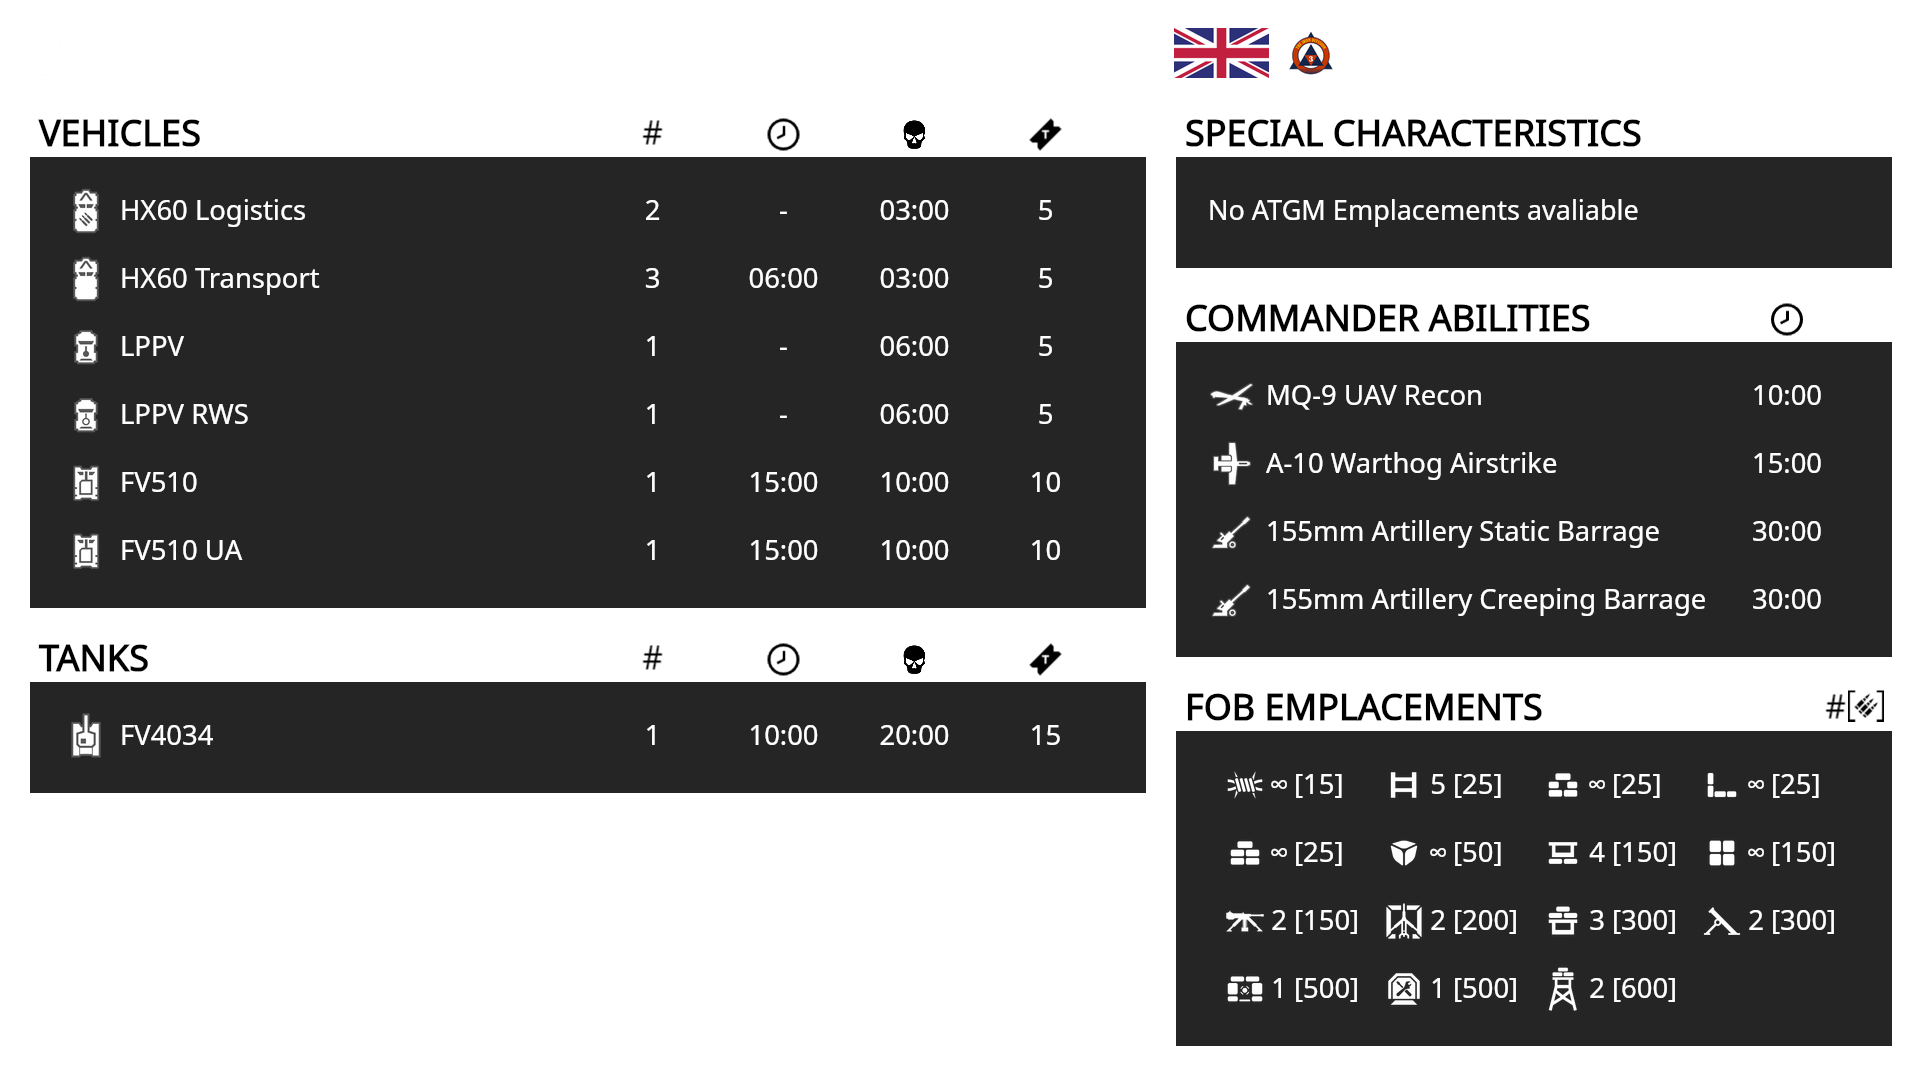 VEHICLES #
HX60 Logistics 2 - 03:00 5
HX60 Transport 3 06:00 03:00 5
LPPV 1 - 06:00 5
LPPV RWS 1 - 06:00 5
FV510 1 15:00 10:00 10
FV510 UA 1 15:00 10:00 10
TANKS #
FV4034 1 10:00 20:00 15
SPECIAL CHARACTERISTICS
No ATGM Emplacements avaliable
COMMANDER ABILITIES
MQ-9 UAV Recon 10:00
A-10 Warthog Airstrike 15:00
155mm Artillery Static Barrage 30:00
155mm Artillery Creeping Barrage 30:00
FOB EMPLACEMENTS #[]
∞ [15] 5 [25] ∞ [25] ∞ [25]
∞ [25] ∞ [50] 4 [150] ∞ [150]
2 [150] 2 [200] 3 [300] 2 [300]
1 [500] 1 [500] 2 [600]